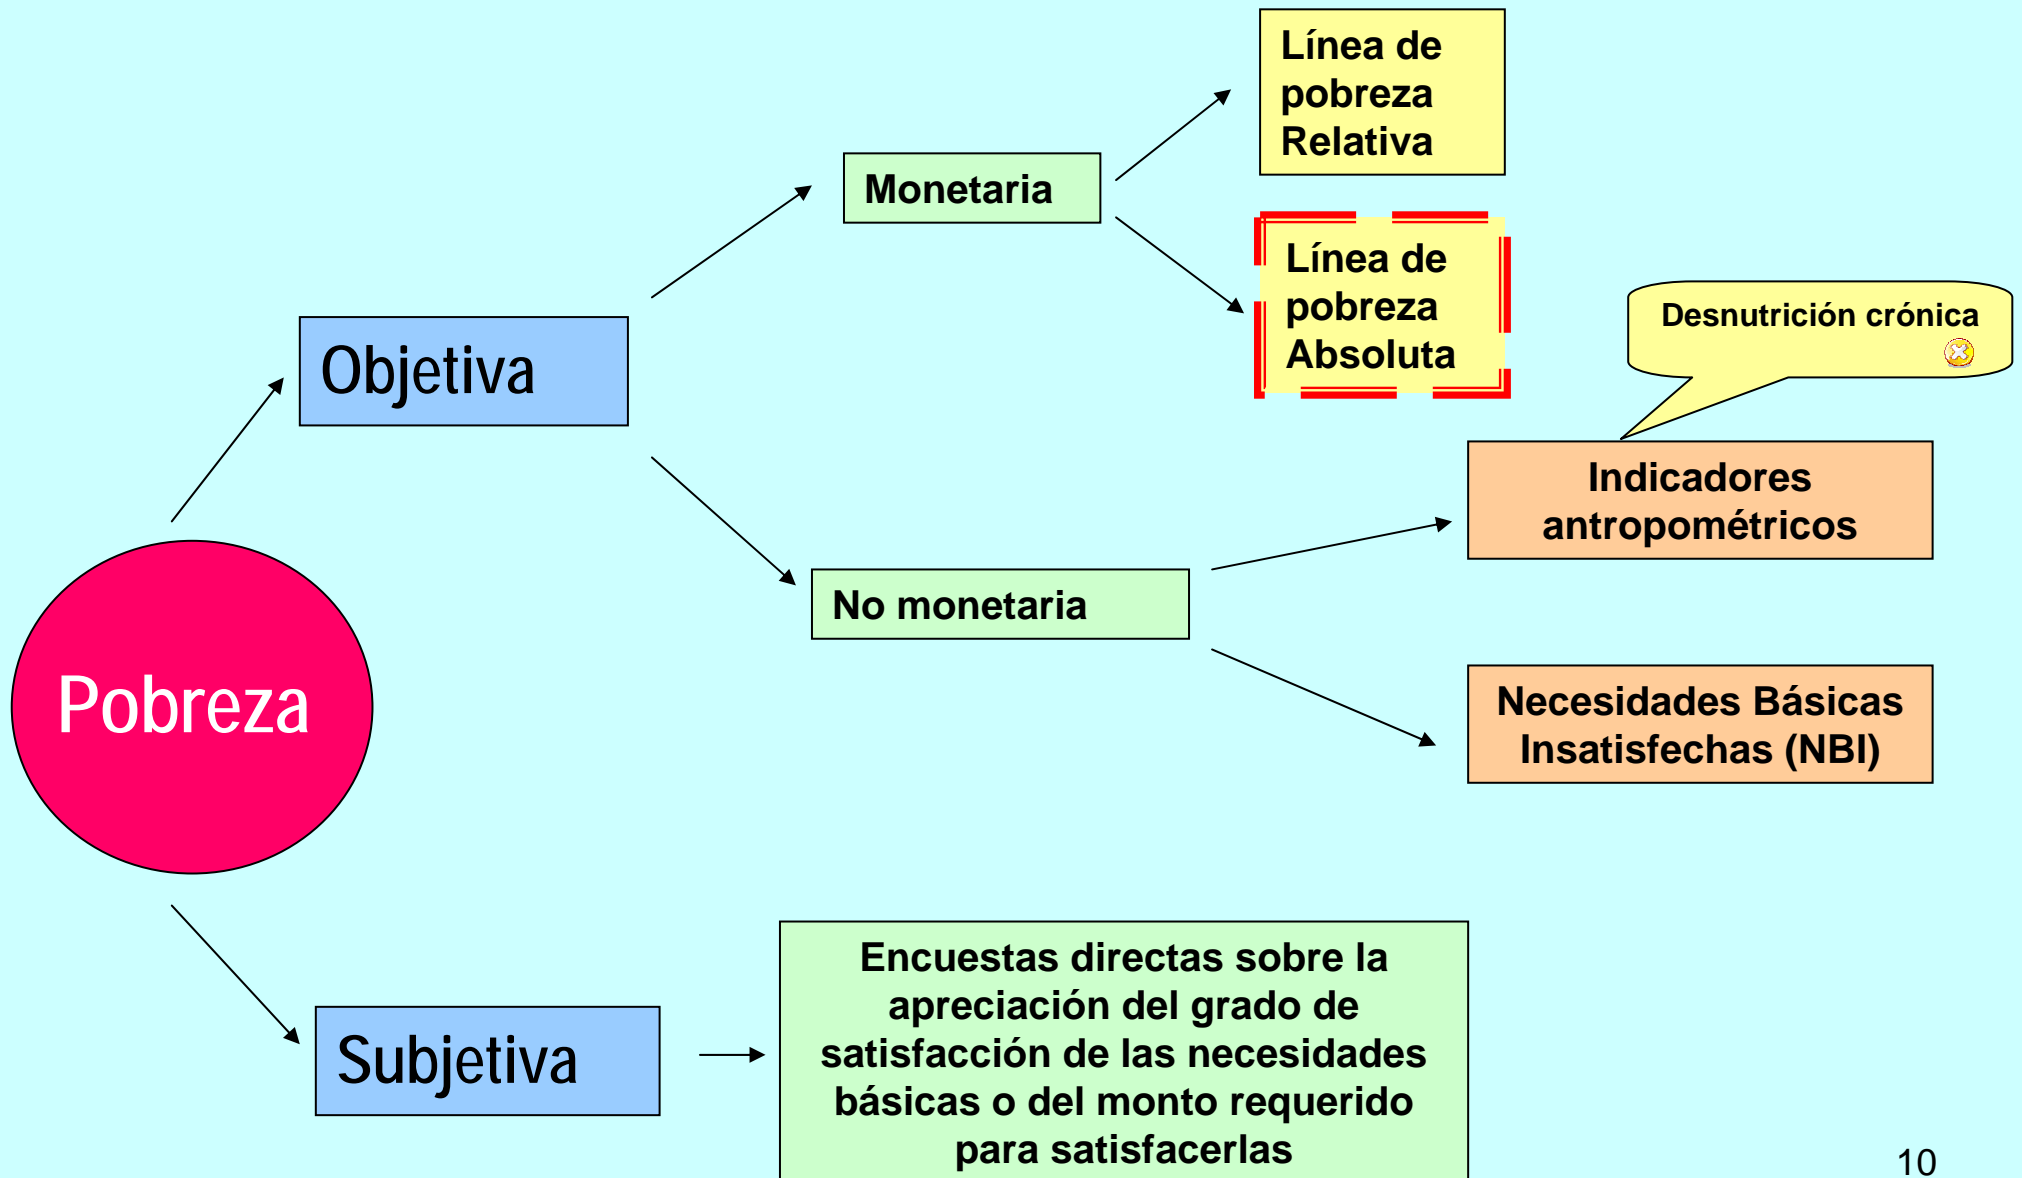 Línea de
pobreza
Relativa
Monetaria
Línea de
pobreza
Absoluta
Desnutrición crónica
Objetiva
Indicadores
antropométricos
No monetaria
Pobreza
Necesidades Básicas
Insatisfechas (NBI)
Encuestas directas sobre la
apreciación del grado de
satisfacción de las necesidades
básicas o del monto requerido
para satisfacerlas
Subjetiva
10